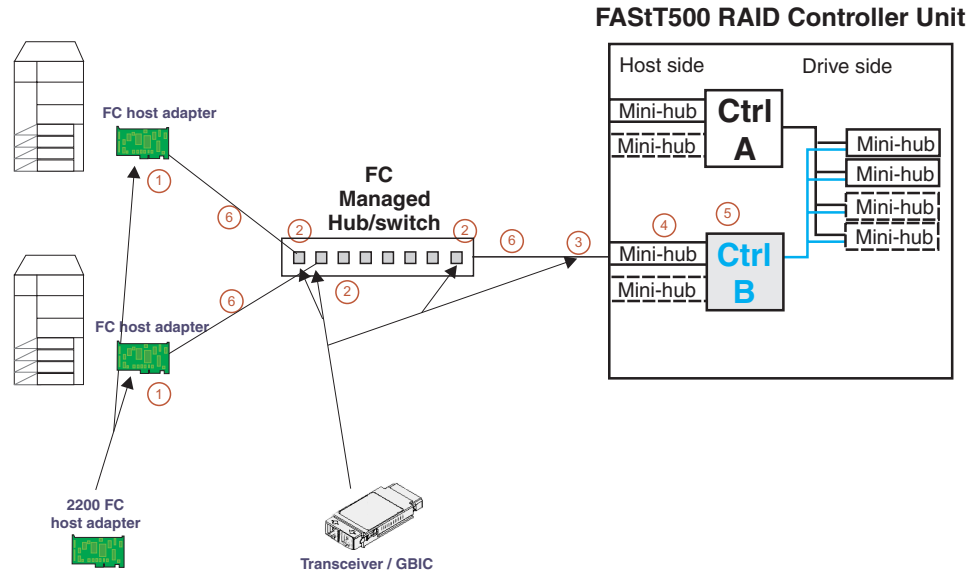 FAStT500 RAID Controller Unit
Host side
Drive side
FC host adapter
Mini-hub
Ctrl
A
Mini-hub
Mini-hub
Mini-hub
Mini-hub
Mini-hub
1
FC
Managed
Hub/switch
6
2
2
6
3
4
5
Mini-hub
Ctrl
B
Mini-hub
2
6
FC host adapter
1
2200 FC
host adapter
Transceiver / GBIC